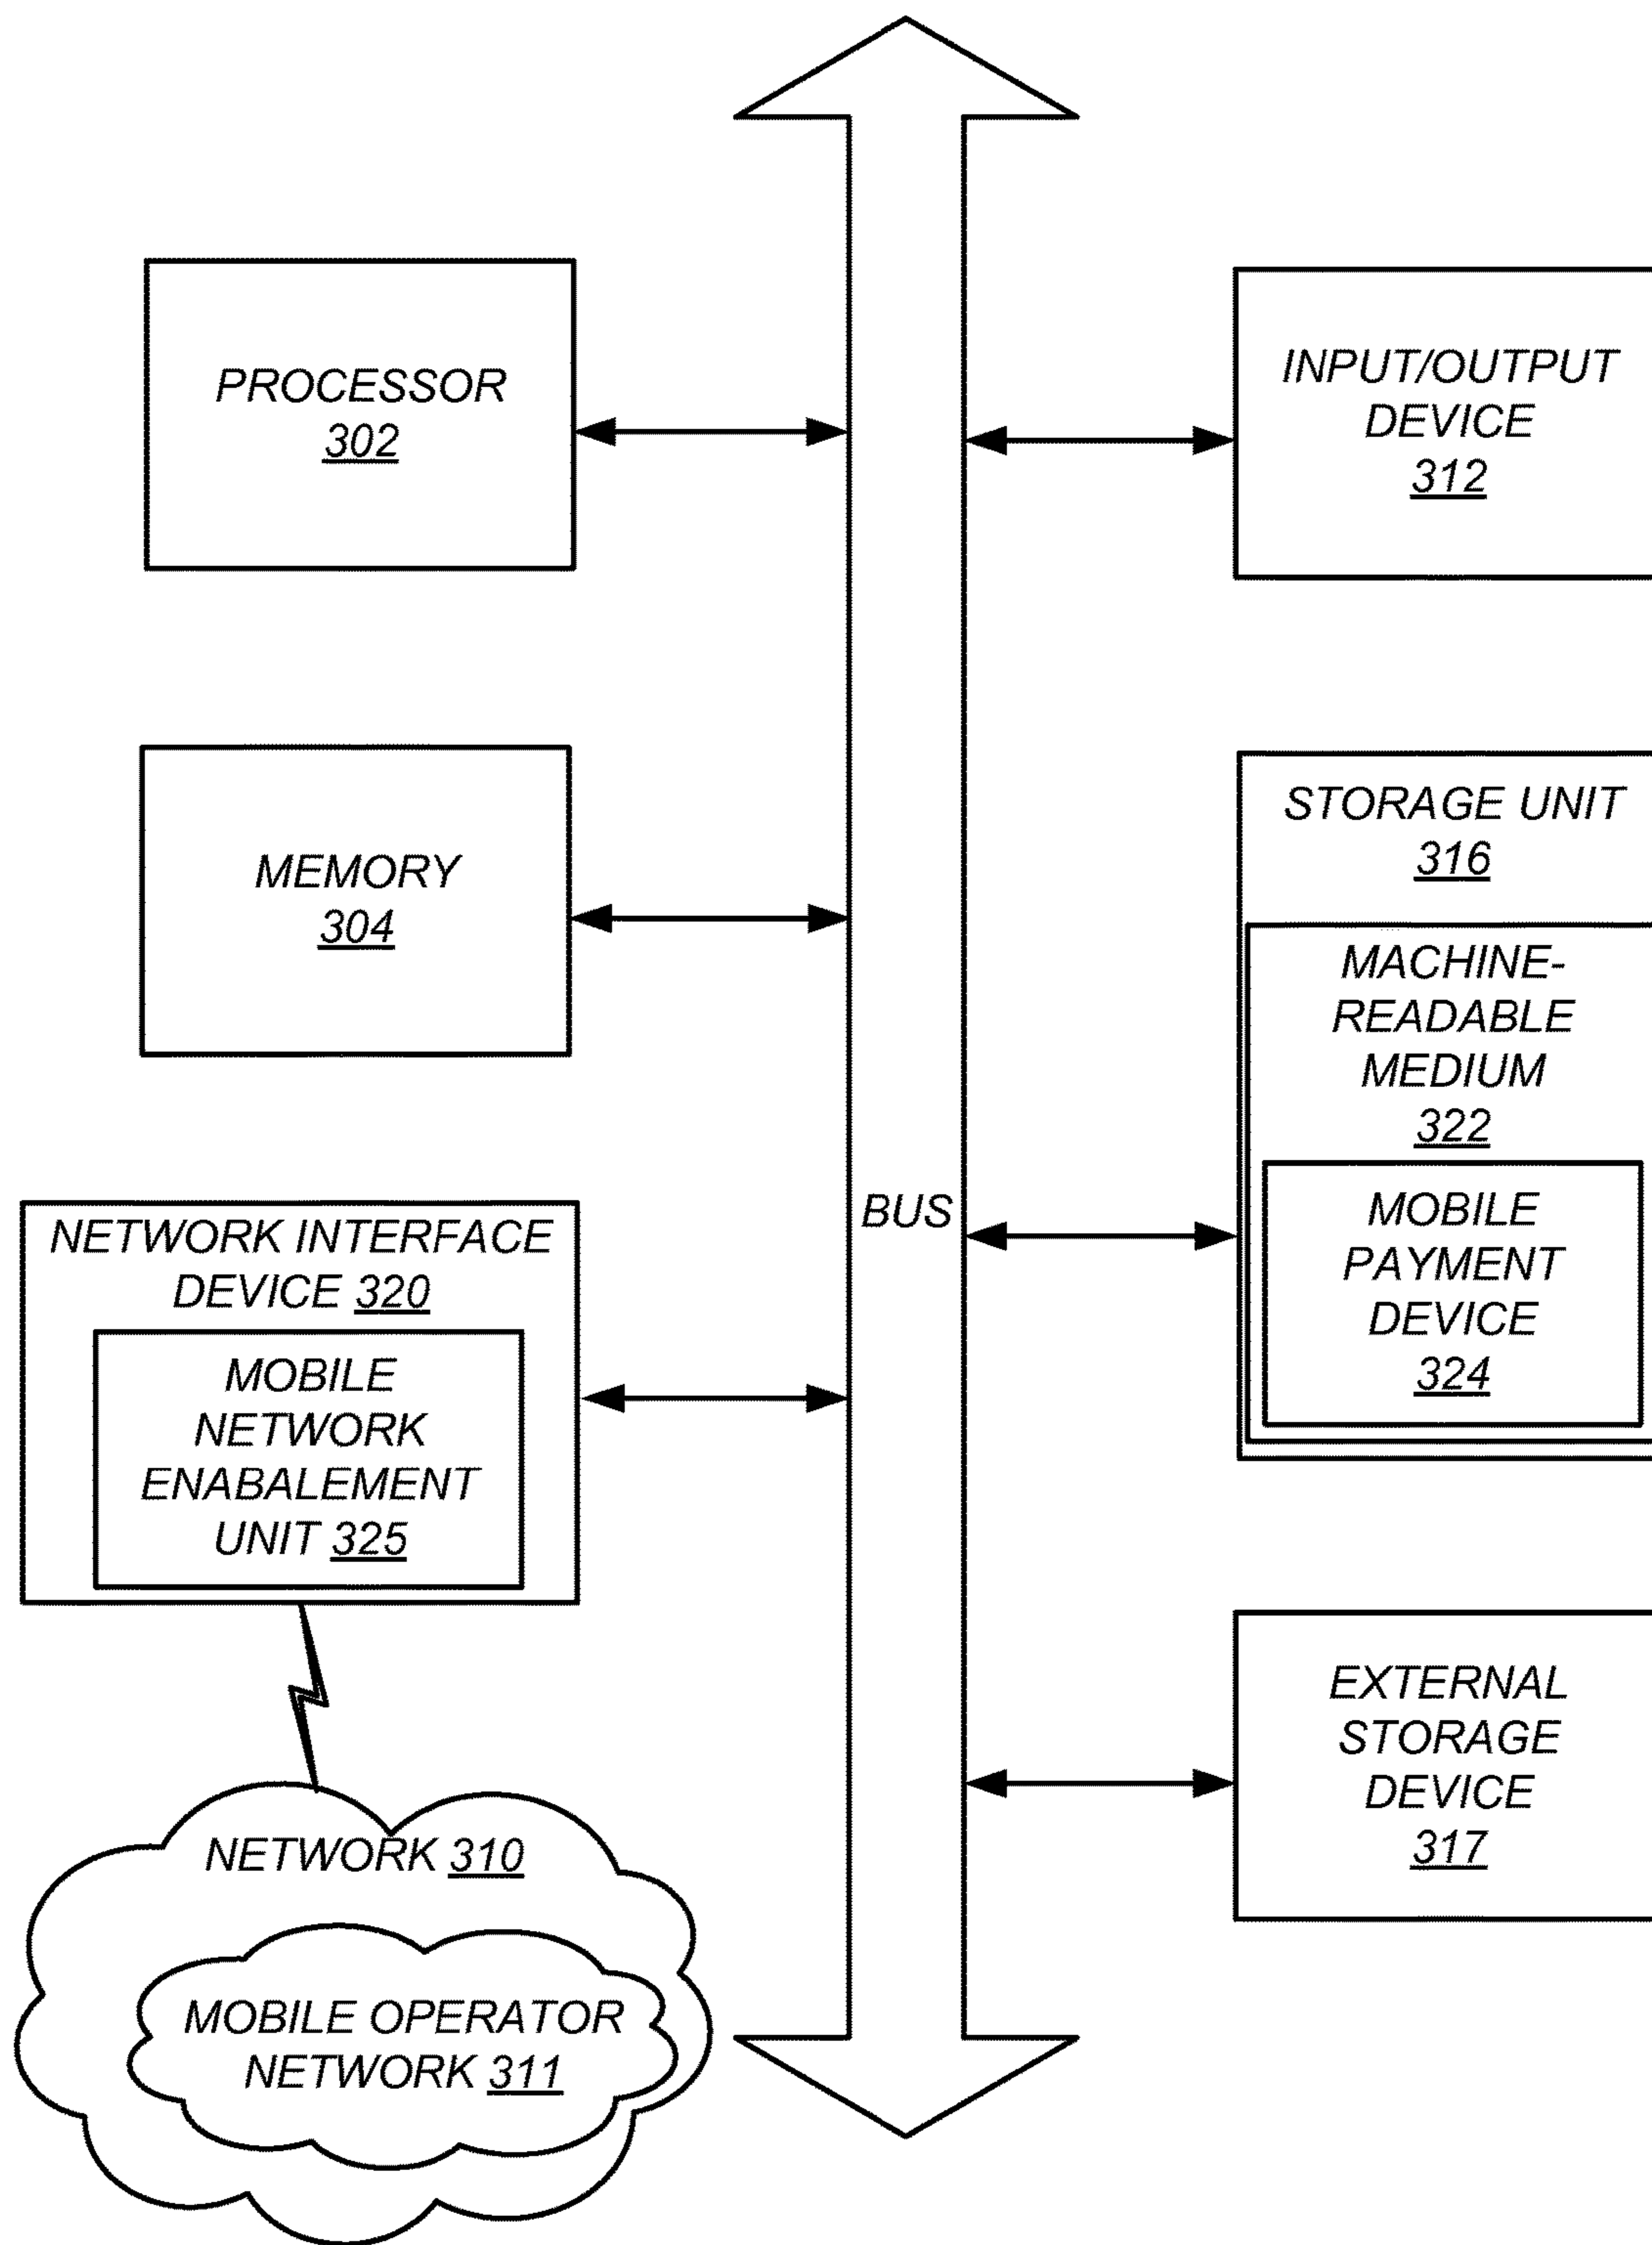 PROCESSOR
302
MEMORY
304
NETWORK INTERFACE
DEVICE 320
MOBILE
NETWORK
ENABALEMENT
UNIT 325
NETWORK 310
MOBILE OPERATOR
NETWORK 311
BUS
INPUT/OUTPUT
DEVICE
312
STORAGE UNIT
316
MACHINE-
READABLE
MEDIUM
322
MOBILE
PAYMENT
DEVICE
324
EXTERNAL
STORAGE
DEVICE
317